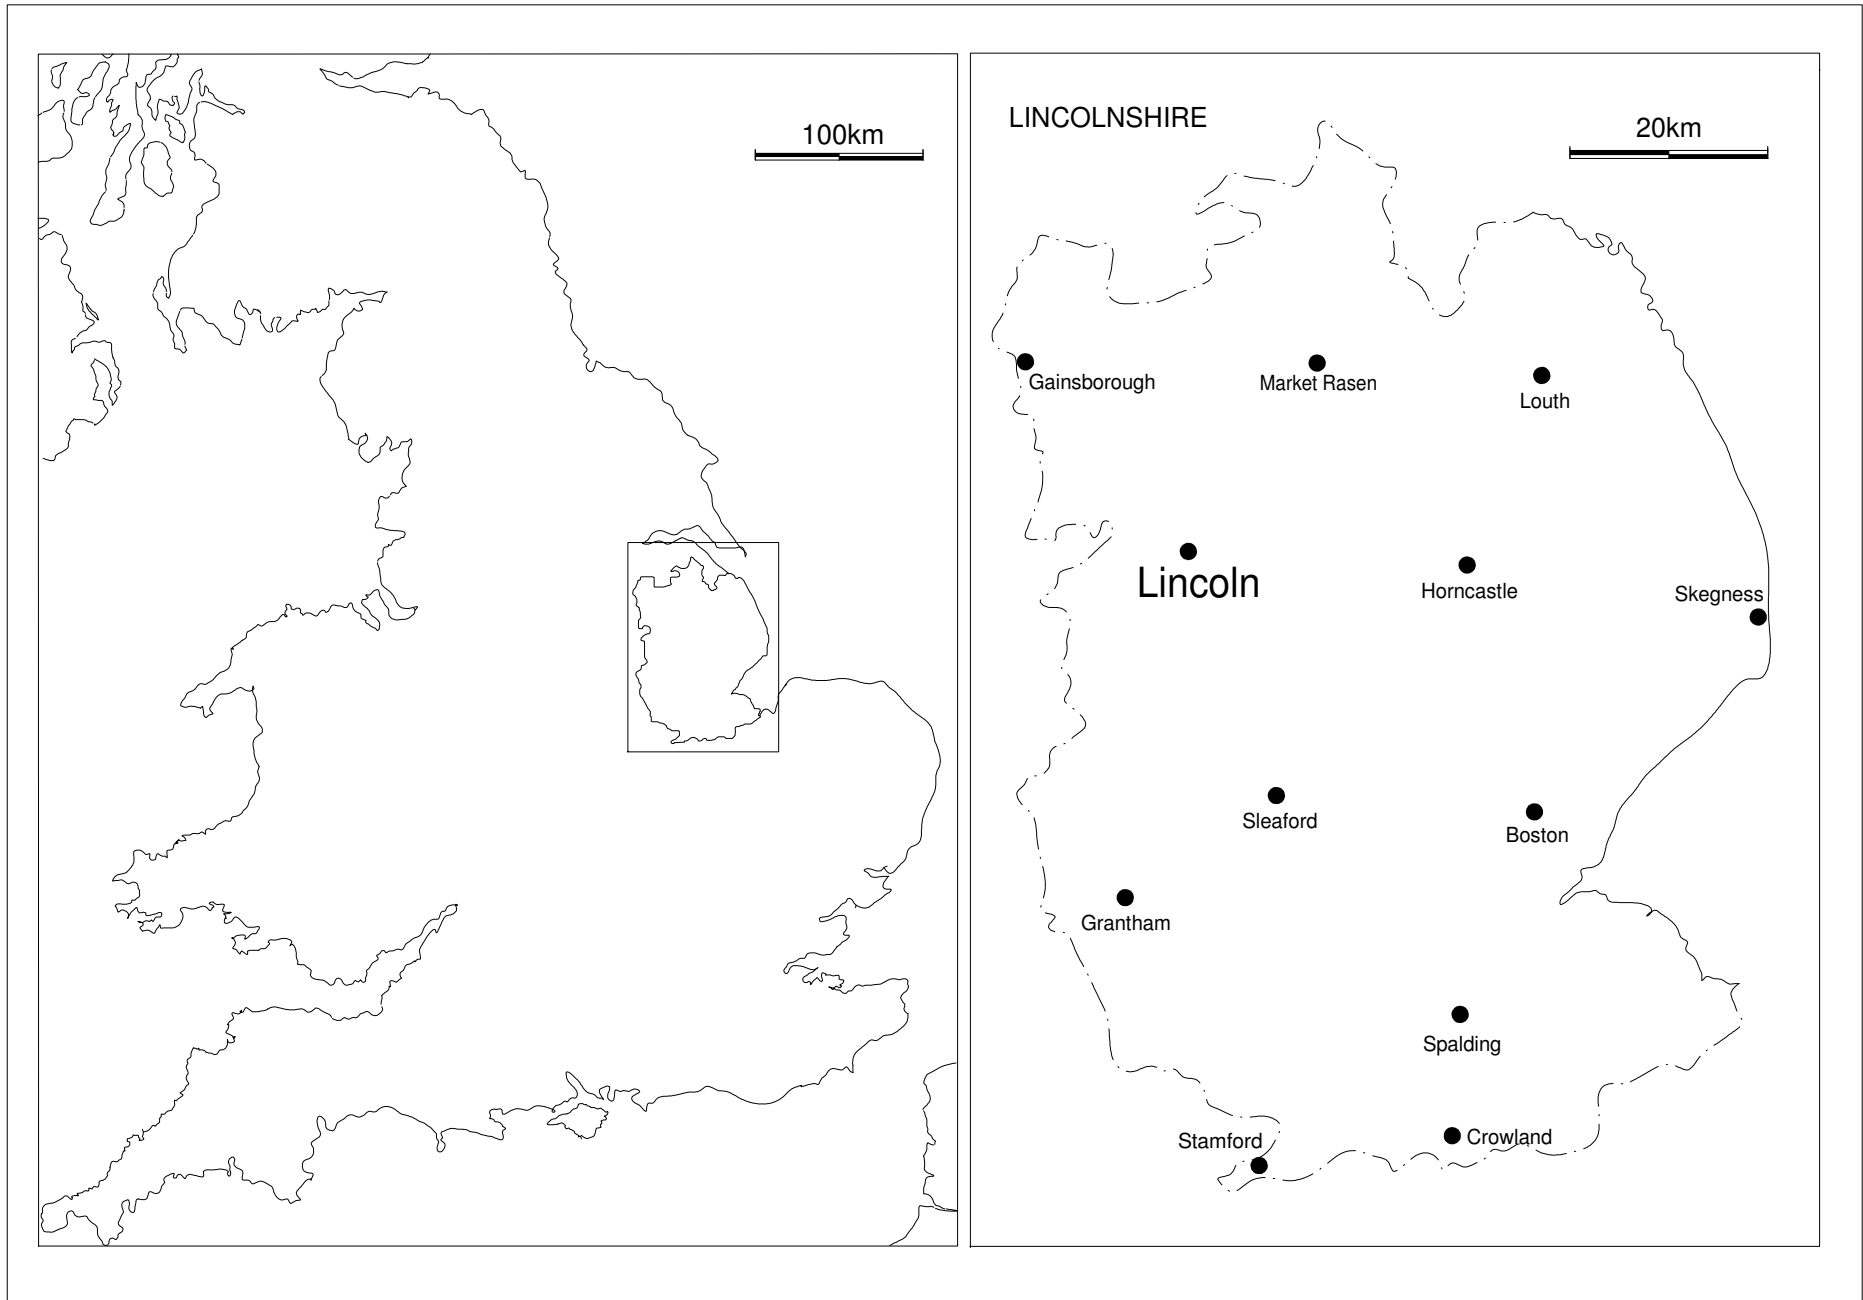 100km
LINCOLNSHIRE
20km
Gainsborough
Market Rasen
Louth
Lincoln
Horncastle
Skegness
Sleaford
Boston
Grantham
Spalding
Stamford
Crowland